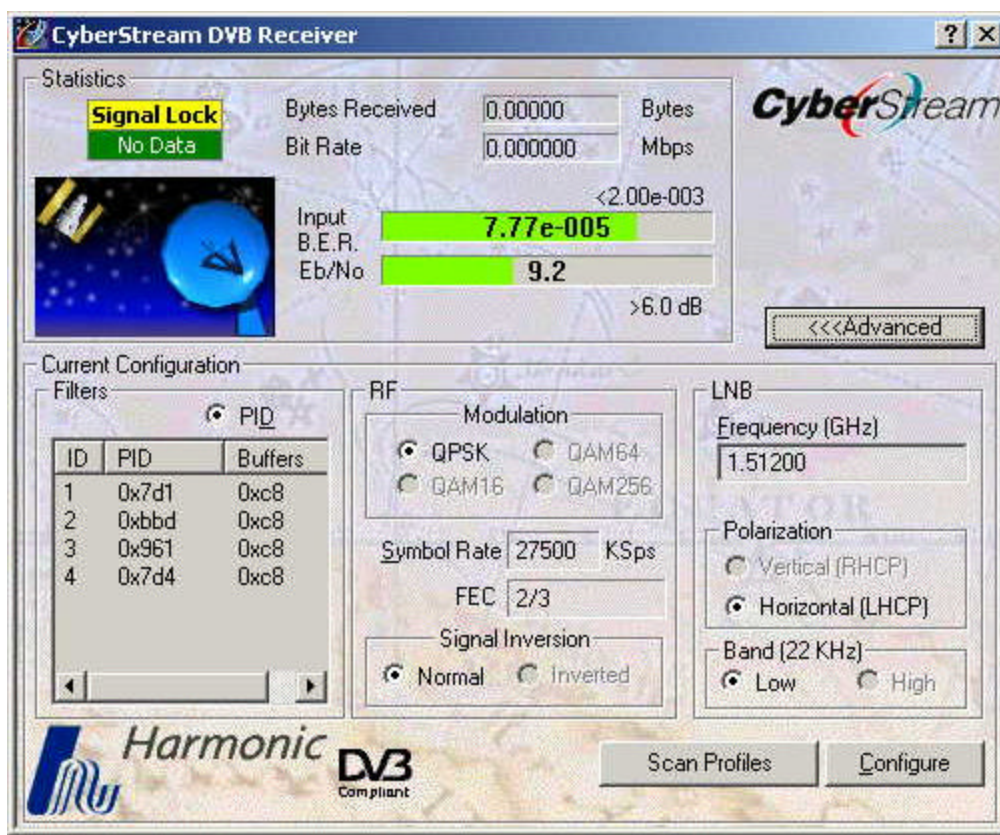 CyberStream DVB Receiver
Statistics
Signal Lock
No Data
Bytes Received 0.00000 Bytes
Bit Rate 0.000000 Mbps
<2.00e-003
Input B.E.R. 7.77e-005
Eb/No 9.2
>6.0 dB
CyberStream
<<<Advanced
Current Configuration
Filters
PID
ID PID Buffers
1 0x7d1 0xc8
2 0xbbd 0xc8
3 0x961 0xc8
4 0x7d4 0xc8
RF
Modulation
QPSK QAM64
QAM16 QAM256
Symbol Rate 27500 KSps
FEC 2/3
Signal Inversion
Normal Inverted
LNB
Frequency (GHz)
1.51200
Polarization
Vertical (RHCP)
Horizontal (LHCP)
Band (22 KHz)
Low High
Harmonic
DVB
Compliant
Scan Profiles
Configure